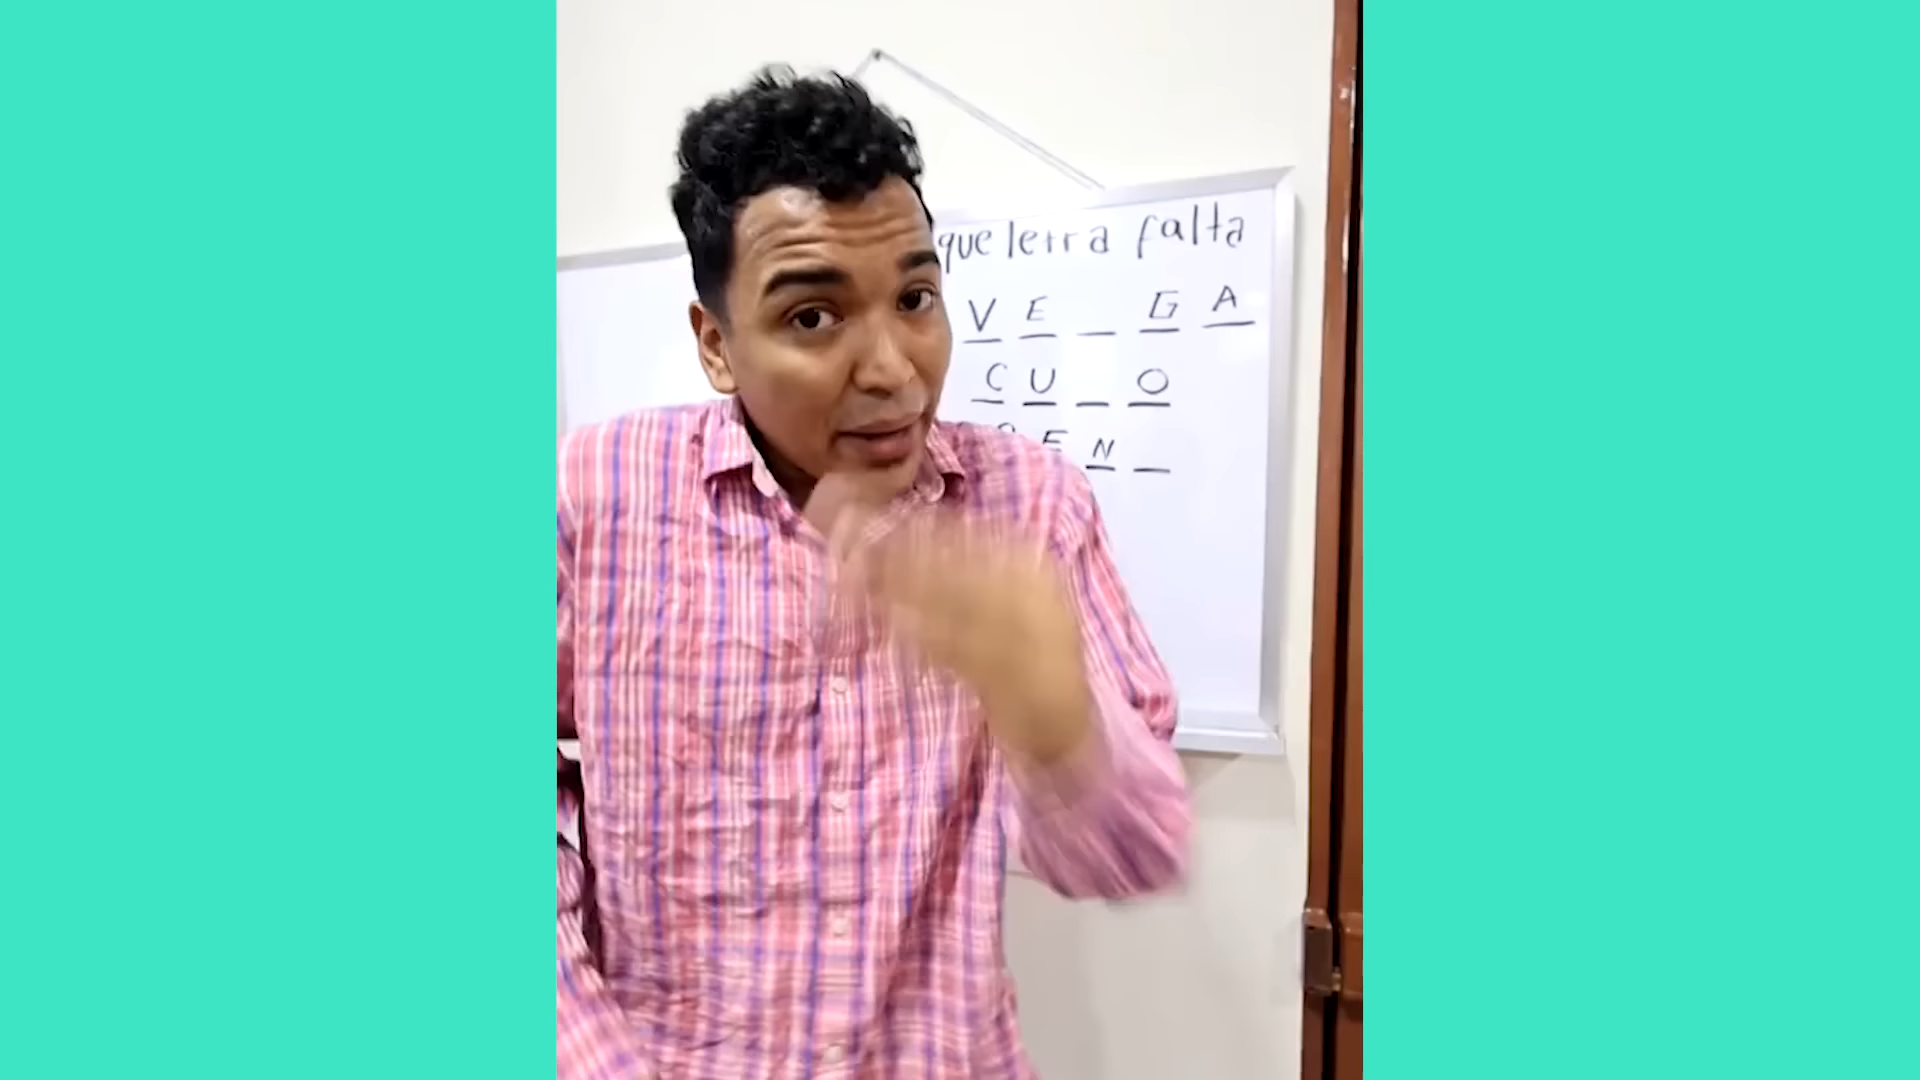 que letra falta
V E _ G A
C U _ O
E N _